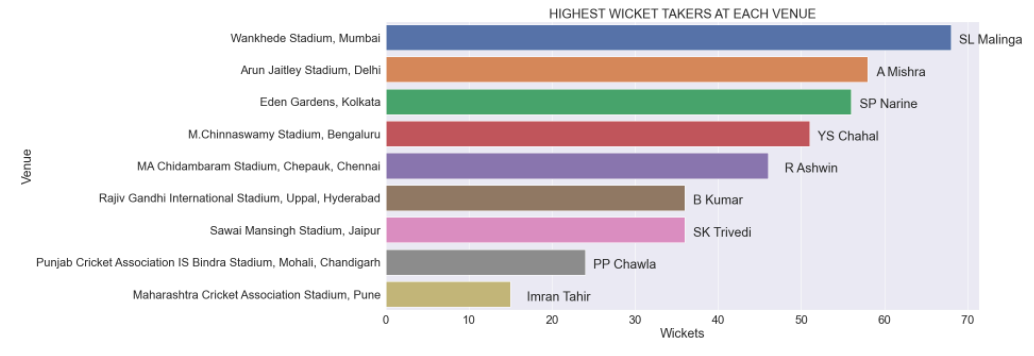 HIGHEST WICKET TAKERS AT EACH VENUE
Wankhede Stadium, Mumbai
SL Malinga
Arun Jaitley Stadium, Delhi
A Mishra
Eden Gardens, Kolkata
SP Narine
M.Chinnaswamy Stadium, Bengaluru
YS Chahal
MA Chidambaram Stadium, Chepauk, Chennai
R Ashwin
Rajiv Gandhi International Stadium, Uppal, Hyderabad
B Kumar
Sawai Mansingh Stadium, Jaipur
SK Trivedi
Punjab Cricket Association IS Bindra Stadium, Mohali, Chandigarh
PP Chawla
Maharashtra Cricket Association Stadium, Pune
Imran Tahir
Venue
0 10 20 30 40 50 60 70
Wickets